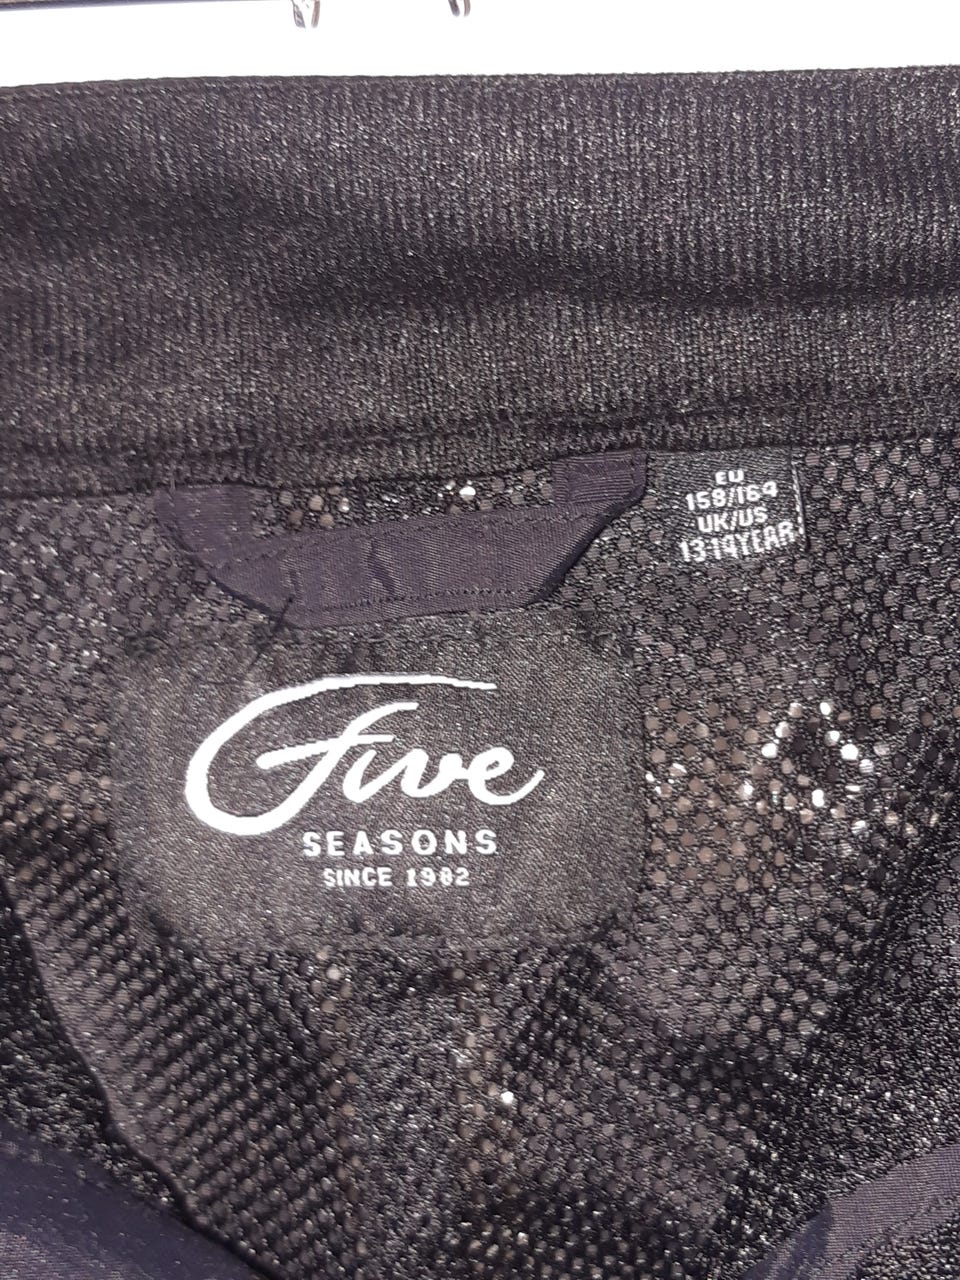 EU
158/164
UK/US
13-14YEAR
Five
SEASONS
SINCE 1982